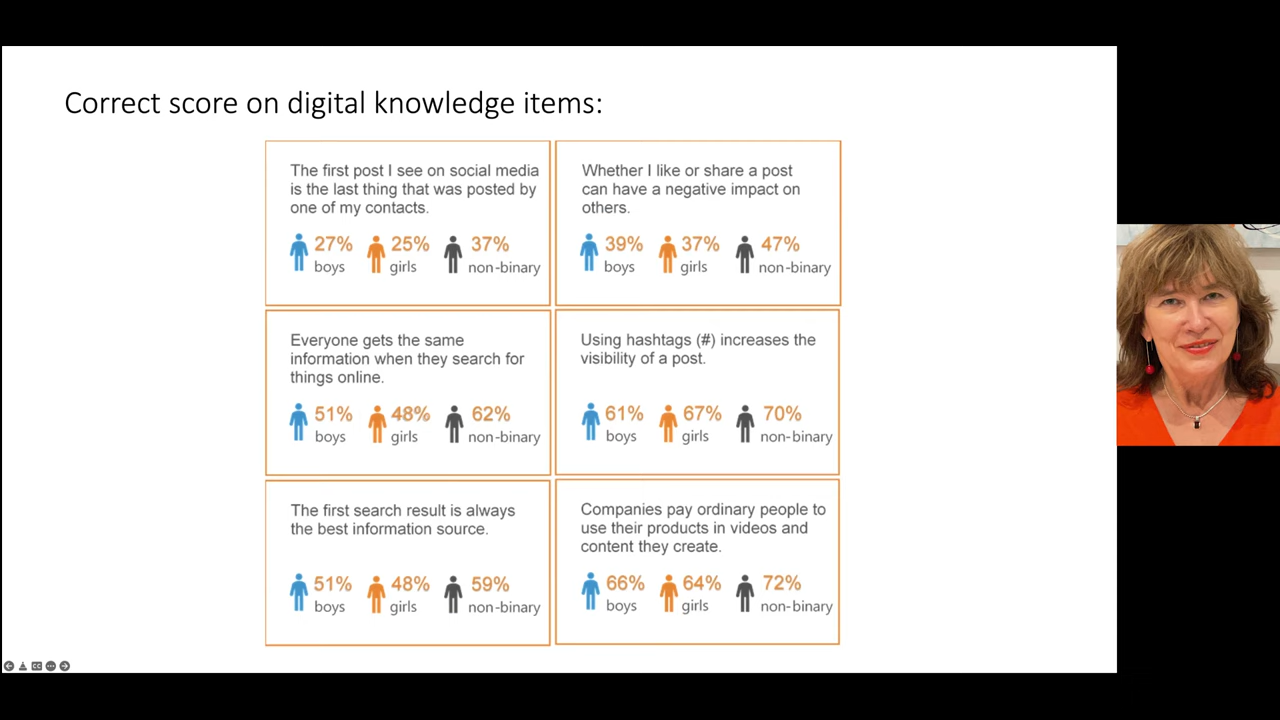 Correct score on digital knowledge items:
The first post I see on social media
is the last thing that was posted by
one of my contacts.
27% 25% 37%
boys girls non-binary
Whether I like or share a post
can have a negative impact on
others.
39% 37% 47%
boys girls non-binary
Everyone gets the same
information when they search for
things online.
51% 48% 62%
boys girls non-binary
Using hashtags (#) increases the
visibility of a post.
61% 67% 70%
boys girls non-binary
The first search result is always
the best information source.
51% 48% 59%
boys girls non-binary
Companies pay ordinary people to
use their products in videos and
content they create.
66% 64% 72%
boys girls non-binary